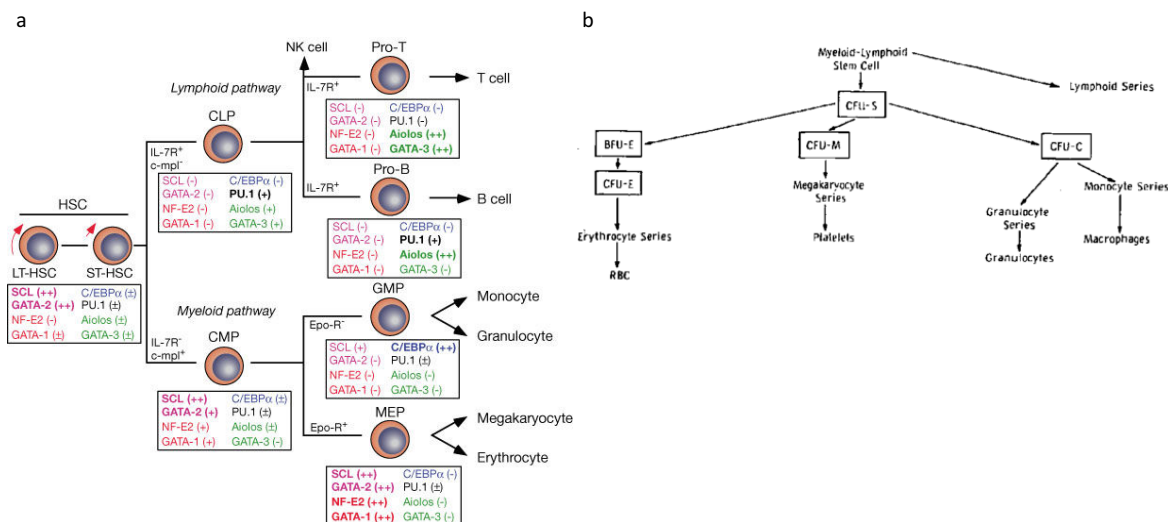 a
NK cell
Pro-T
Lymphoid pathway
IL-7R+
T cell
SCL (-) C/EBPα (-)
GATA-2 (-) PU.1 (-)
NF-E2 (-) Aiolos (++)
GATA-1 (-) GATA-3 (++)
CLP
IL-7R+
c-mpl-
SCL (-) C/EBPα (-)
GATA-2 (-) PU.1 (+)
NF-E2 (-) Aiolos (+)
GATA-1 (-) GATA-3 (+)
Pro-B
IL-7R+
B cell
SCL (-) C/EBPα (-)
GATA-2 (-) PU.1 (+)
NF-E2 (-) Aiolos (++)
GATA-1 (-) GATA-3 (-)
HSC
LT-HSC ST-HSC
SCL (++) C/EBPα (±)
GATA-2 (++) PU.1 (±)
NF-E2 (-) Aiolos (±)
GATA-1 (±) GATA-3 (±)
Myeloid pathway
IL-7R-
c-mpl+
CMP
SCL (++) C/EBPα (±)
GATA-2 (+) PU.1 (±)
NF-E2 (+) Aiolos (±)
GATA-1 (+) GATA-3 (-)
GMP
Epo-R-
Monocyte
Granulocyte
SCL (+) C/EBPα (++)
GATA-2 (-) PU.1 (±)
NF-E2 (-) Aiolos (-)
GATA-1 (-) GATA-3 (-)
MEP
Epo-R+
Megakaryocyte
Erythrocyte
SCL (++) C/EBPα (-)
GATA-2 (++) PU.1 (±)
NF-E2 (++) Aiolos (-)
GATA-1 (++) GATA-3 (-)
b
Myeloid-Lymphoid
Stem Cell
Lymphoid Series
CFU-S
BFU-E
CFU-M
CFU-C
CFU-E
Megakaryocyte
Series
Monocyte Series
Granulocyte
Series
Erythrocyte Series
Platelets
Macrophages
Granulocytes
RBC